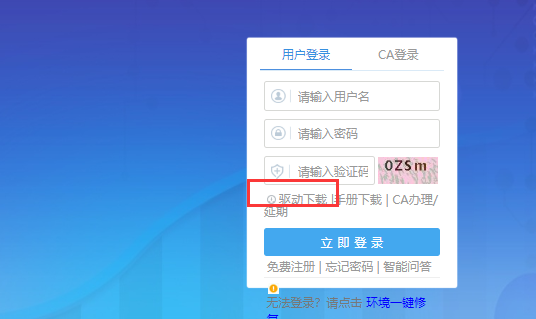 用户登录 CA登录
请输入用户名
请输入密码
请输入验证码 0ZSm
驱动下载 |手册下载 | CA办理/
延期
立即登录
免费注册 | 忘记密码 | 智能问答
无法登录？请点击 环境一键修
复